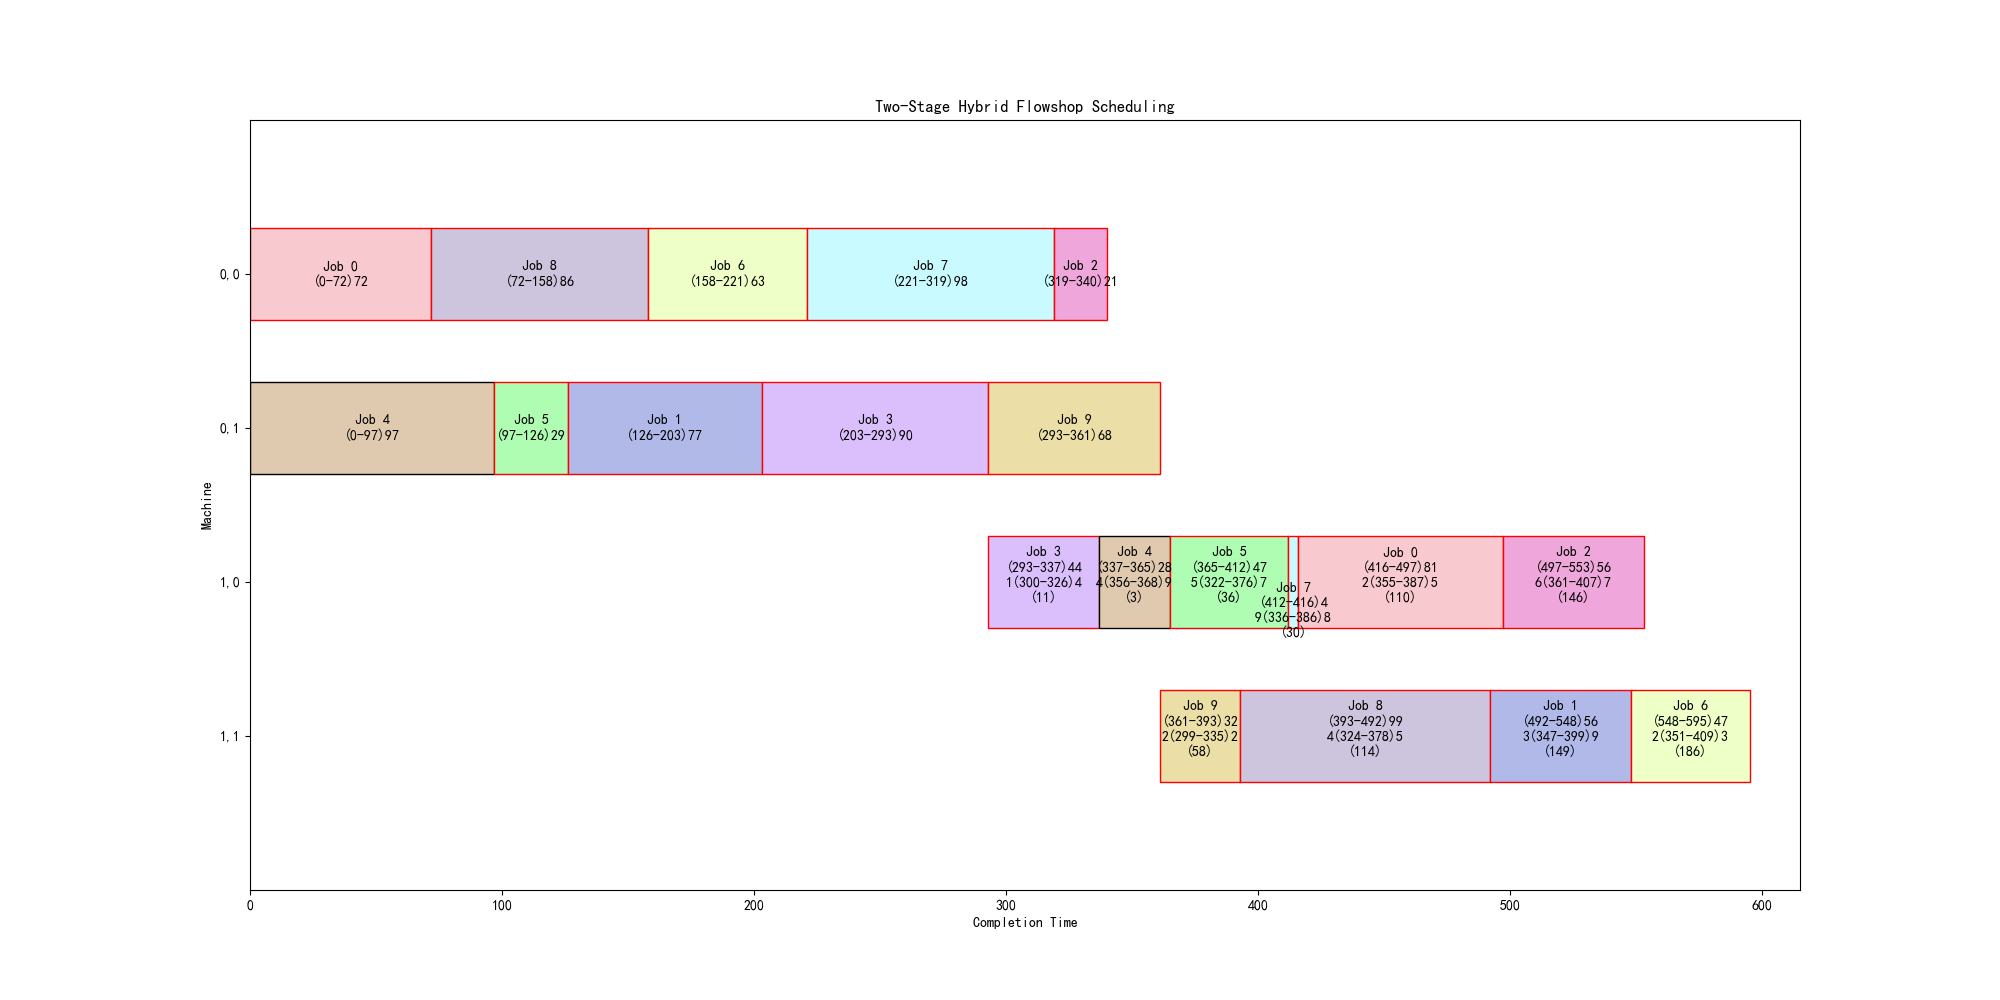 Two-Stage Hybrid Flowshop Scheduling
Machine
0,0
Job 0
(0-72)72
Job 8
(72-158)86
Job 6
(158-221)63
Job 7
(221-319)98
Job 2
(319-340)21
0,1
Job 4
(0-97)97
Job 5
(97-126)29
Job 1
(126-203)77
Job 3
(203-293)90
Job 9
(293-361)68
1,0
Job 3
(293-337)44
1(300-326)4
(11)
Job 4
(337-365)28
4(356-368)9
(3)
Job 5
(365-412)47
5(322-376)7
(36)
Job 7
(412-416)4
9(336-386)8
(30)
Job 0
(416-497)81
2(355-387)5
(110)
Job 2
(497-553)56
6(361-407)7
(146)
1,1
Job 9
(361-393)32
2(299-335)2
(58)
Job 8
(393-492)99
4(324-378)5
(114)
Job 1
(492-548)56
3(347-399)9
(149)
Job 6
(548-595)47
2(351-409)3
(186)
0
100
200
300
400
500
600
Completion Time